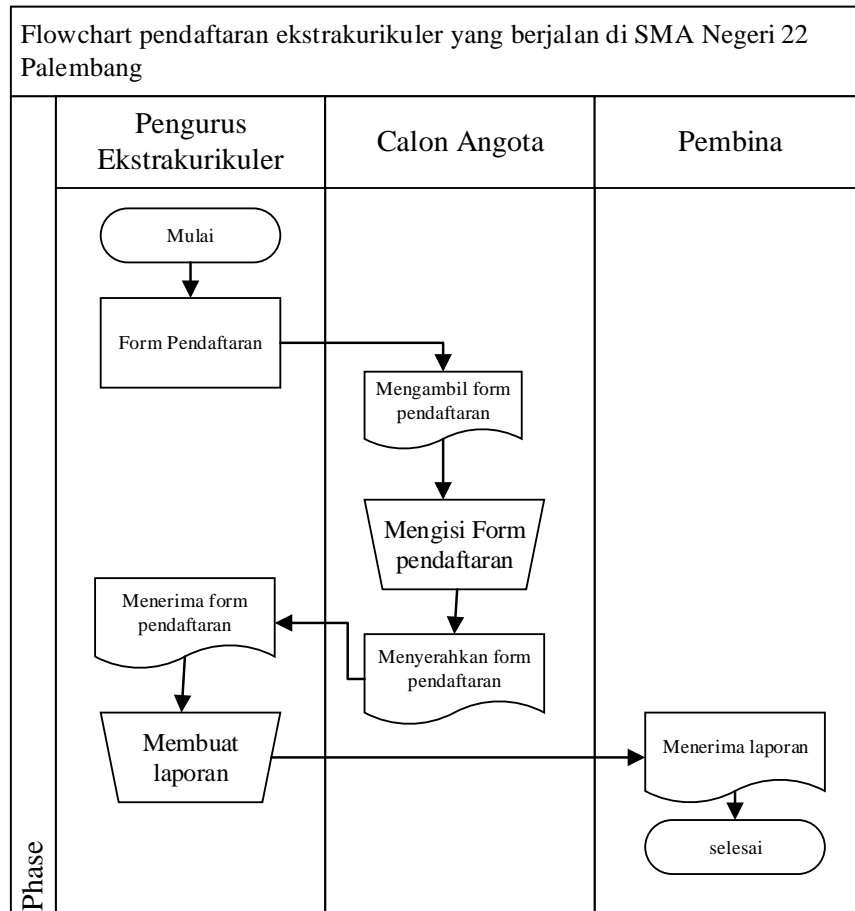 Flowchart pendaftaran ekstrakurikuler yang berjalan di SMA Negeri 22
Palembang
Pengurus
Ekstrakurikuler
Calon Angota
Pembina
Mulai
Form Pendaftaran
Mengambil form
pendaftaran
Mengisi Form
pendaftaran
Menerima form
pendaftaran
Menyerahkan form
pendaftaran
Membuat
laporan
Menerima laporan
selesai
Phase